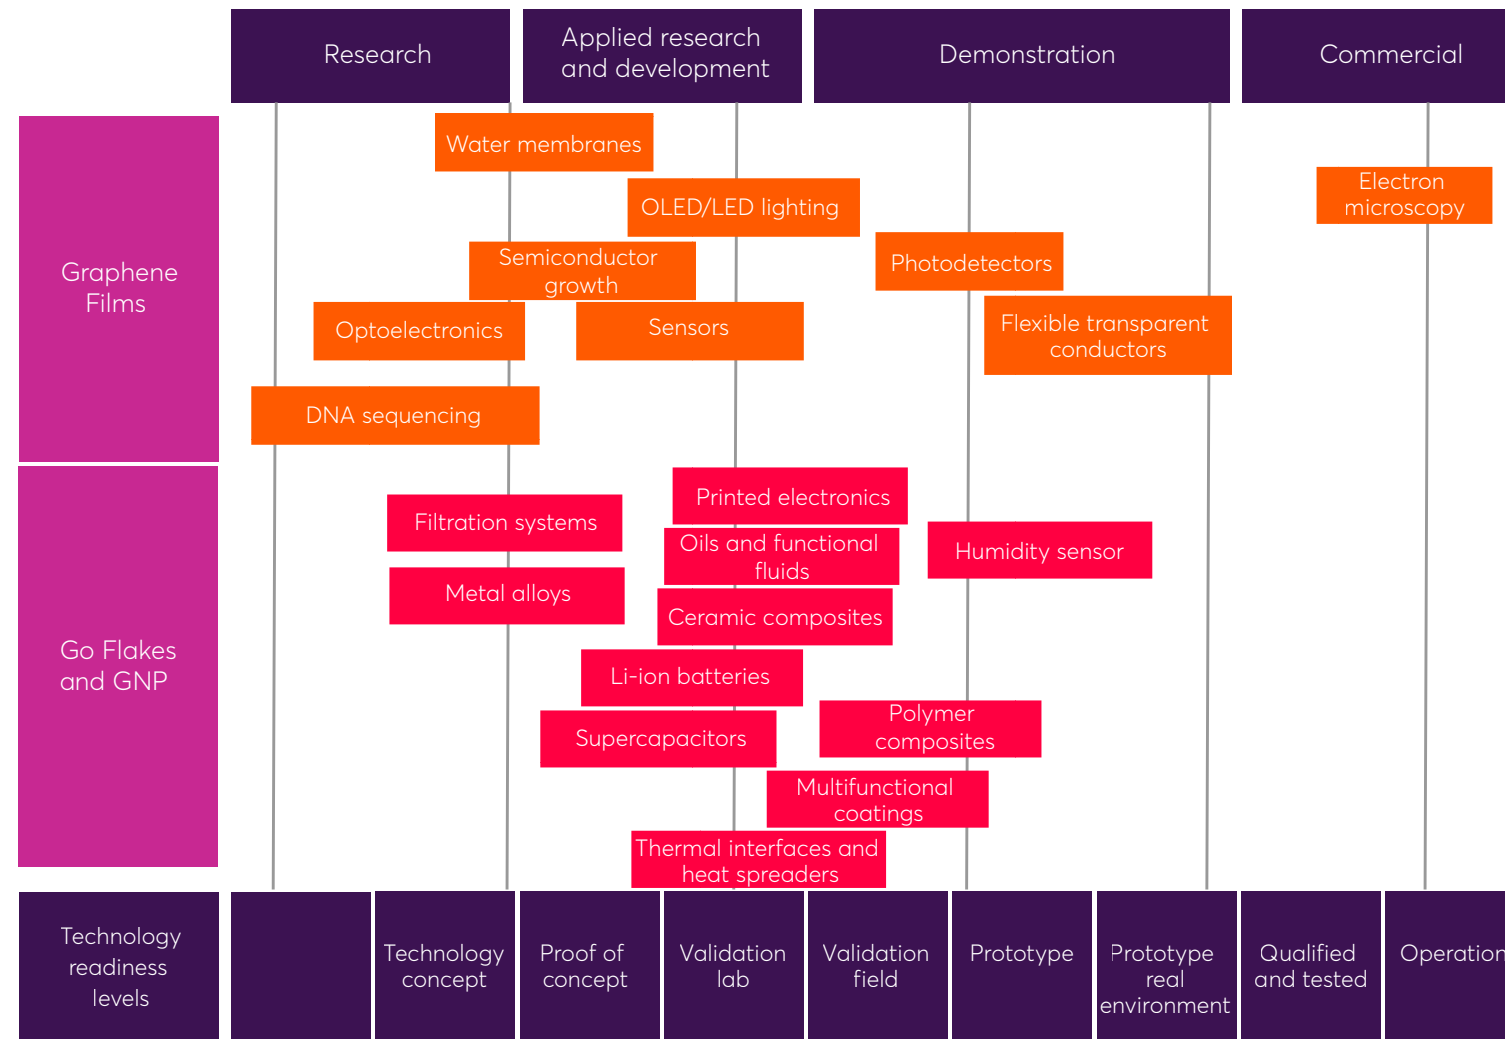 Research
Applied research
and development
Demonstration
Commercial
Graphene
Films
Water membranes
OLED/LED lighting
Electron
microscopy
Semiconductor
growth
Photodetectors
Optoelectronics
Sensors
Flexible transparent
conductors
DNA sequencing
Go Flakes
and GNP
Printed electronics
Filtration systems
Oils and functional
fluids
Humidity sensor
Metal alloys
Ceramic composites
Li-ion batteries
Polymer
composites
Supercapacitors
Multifunctional
coatings
Thermal interfaces and
heat spreaders
Technology
readiness
levels
Technology
concept
Proof of
concept
Validation
lab
Validation
field
Prototype
Prototype
real
environment
Qualified
and tested
Operation